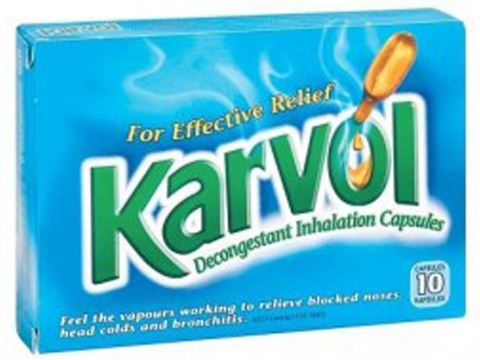 For Effective Relief
Karvol
Decongestant Inhalation Capsules
CAPSULES
10
KAPSULES
Feel the vapours working to relieve blocked noses,
head colds and bronchitis.